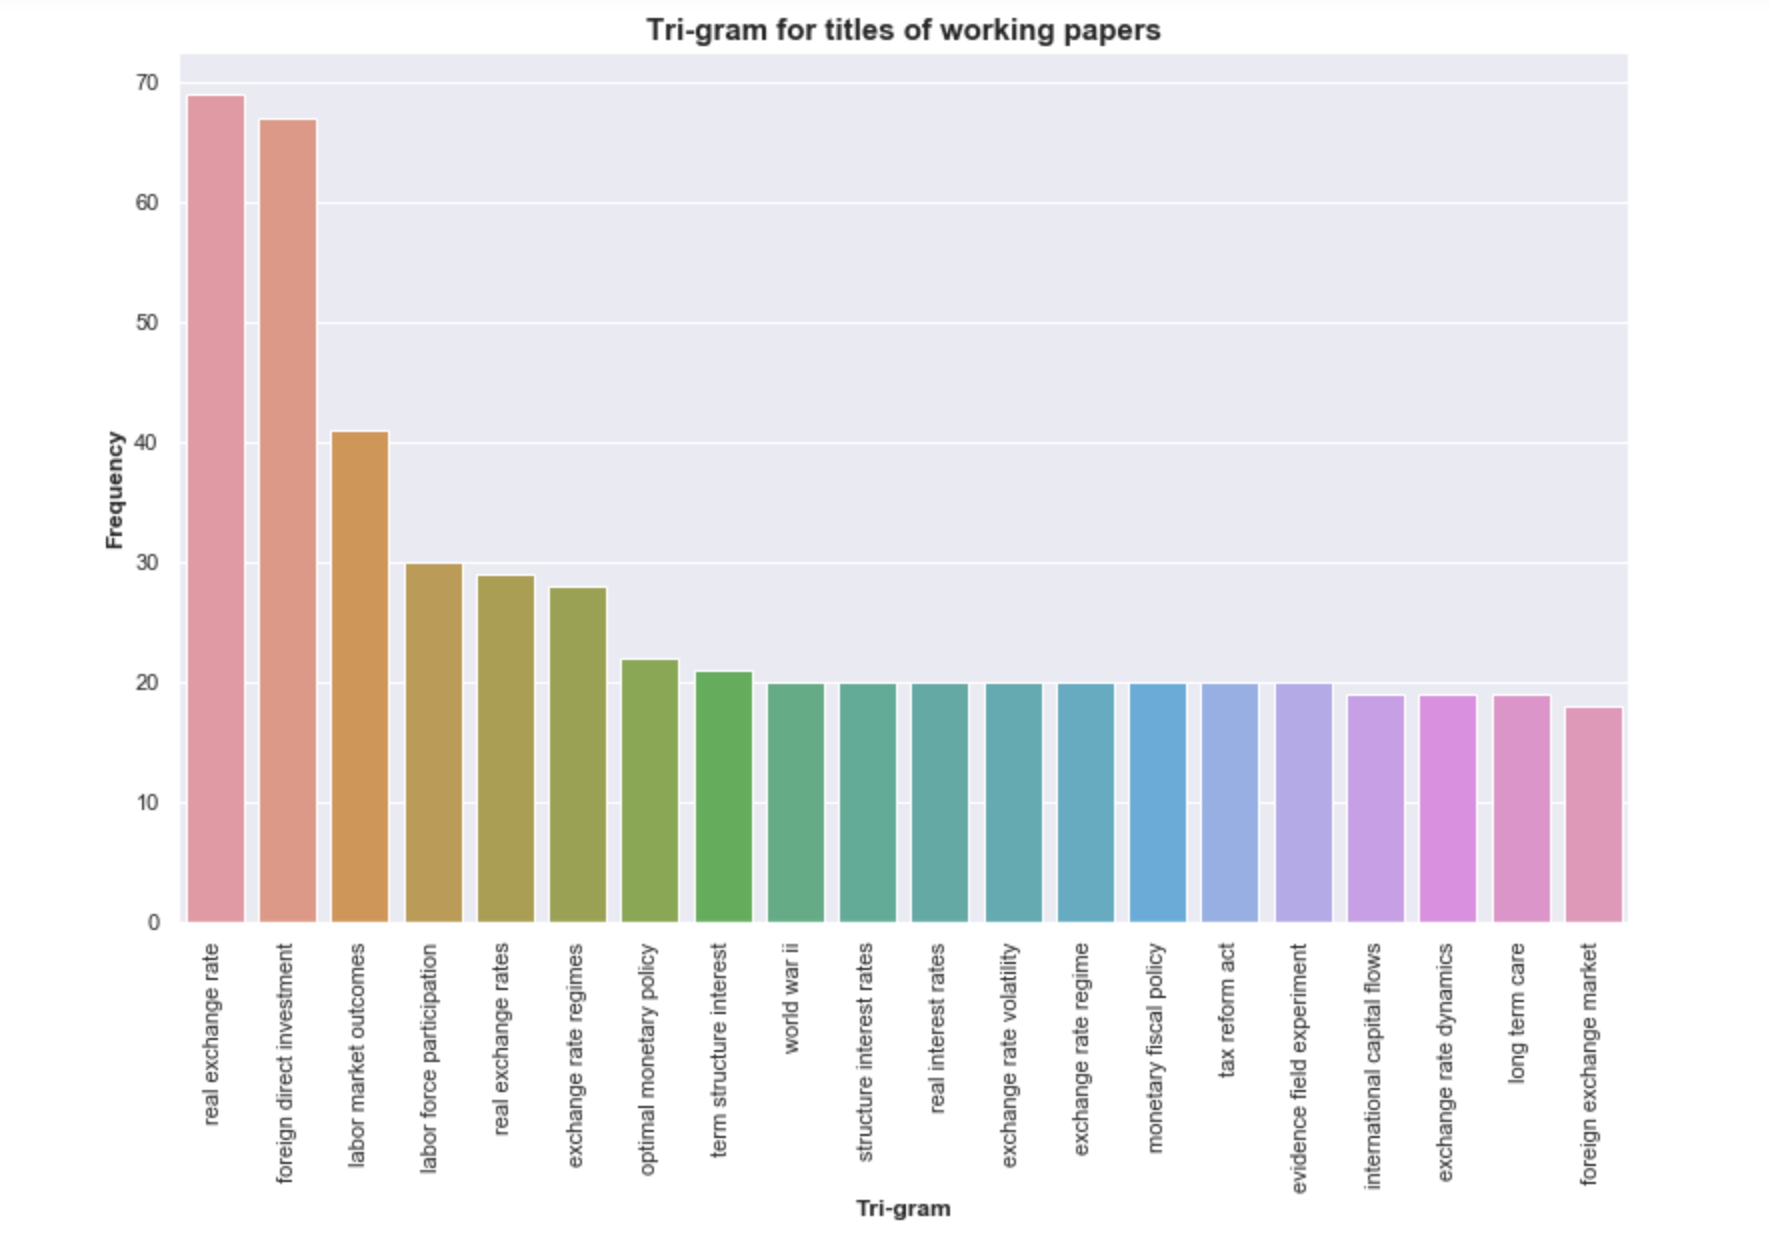 Tri-gram for titles of working papers
70
60
50
40
30
20
10
0
Frequency
real exchange rate
foreign direct investment
labor market outcomes
labor force participation
real exchange rates
exchange rate regimes
optimal monetary policy
term structure interest
world war ii
structure interest rates
real interest rates
exchange rate volatility
exchange rate regime
monetary fiscal policy
tax reform act
evidence field experiment
international capital flows
exchange rate dynamics
long term care
foreign exchange market
Tri-gram